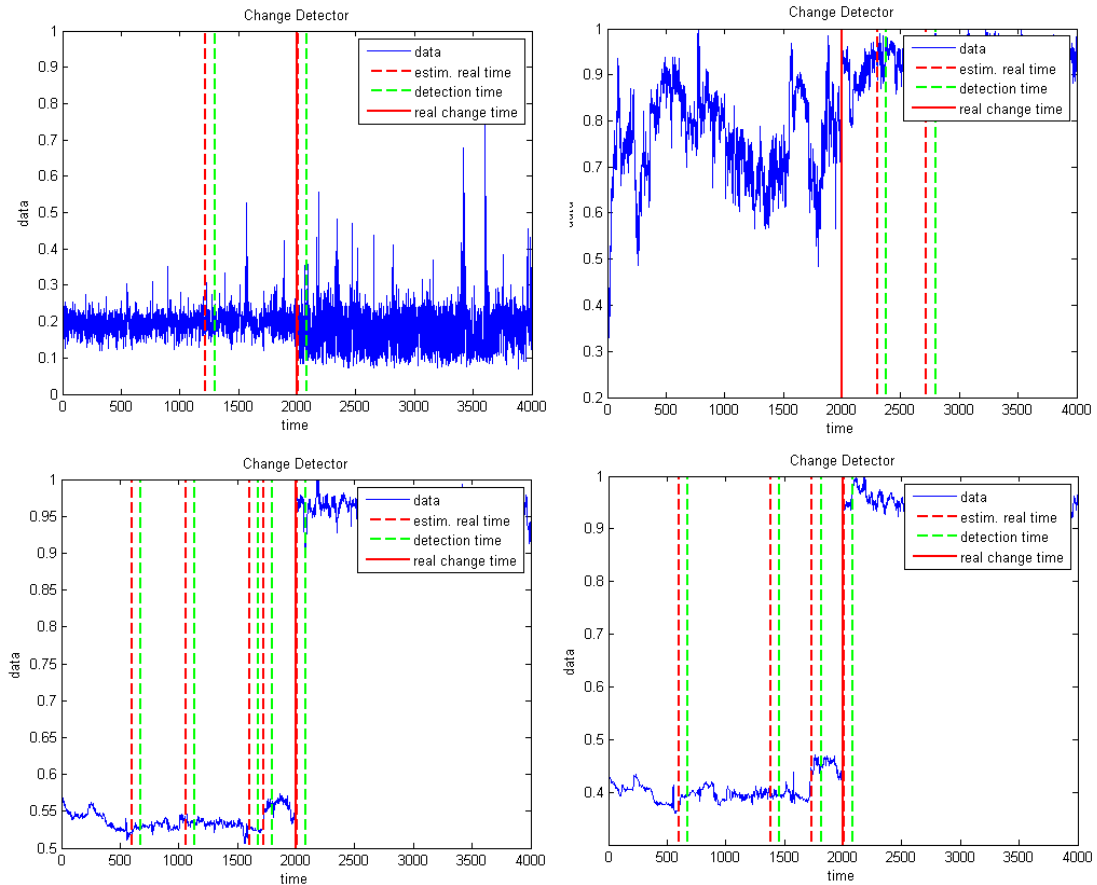 Change Detector
1
0.9
0.8
0.7
0.6
0.5
0.4
0.3
0.2
0.1
0
data
0
500
1000
1500
2000
2500
3000
3500
4000
time
data
estim. real time
detection time
real change time
Change Detector
1
0.9
0.8
0.7
0.6
0.5
0.4
0.3
0.2
data
0
500
1000
1500
2000
2500
3000
3500
4000
time
data
estim. real time
detection time
real change time
Change Detector
1
0.95
0.9
0.85
0.8
0.75
0.7
0.65
0.6
0.55
0.5
data
0
500
1000
1500
2000
2500
3000
3500
4000
time
data
estim. real time
detection time
real change time
Change Detector
1
0.9
0.8
0.7
0.6
0.5
0.4
data
0
500
1000
1500
2000
2500
3000
3500
4000
time
data
estim. real time
detection time
real change time